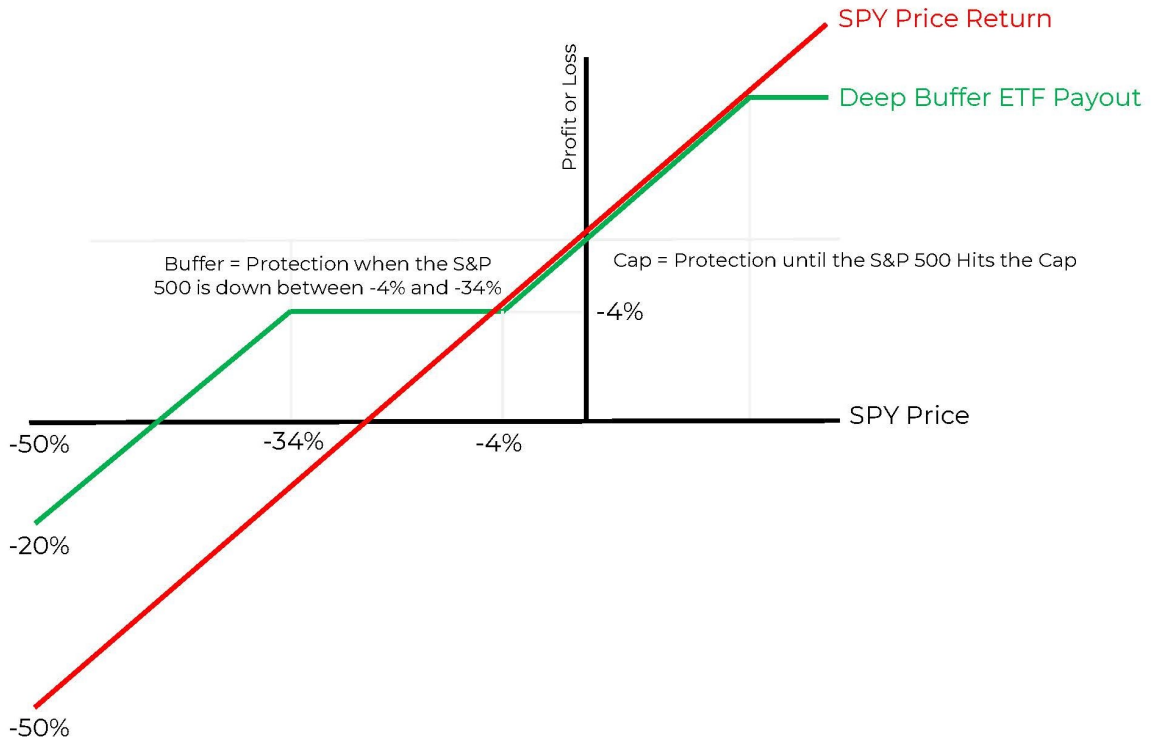 SPY Price Return
Profit or Loss
Deep Buffer ETF Payout
Buffer = Protection when the S&P
500 is down between -4% and -34%
Cap = Protection until the S&P 500 Hits the Cap
-4%
SPY Price
-50%
-34%
-4%
-20%
-50%